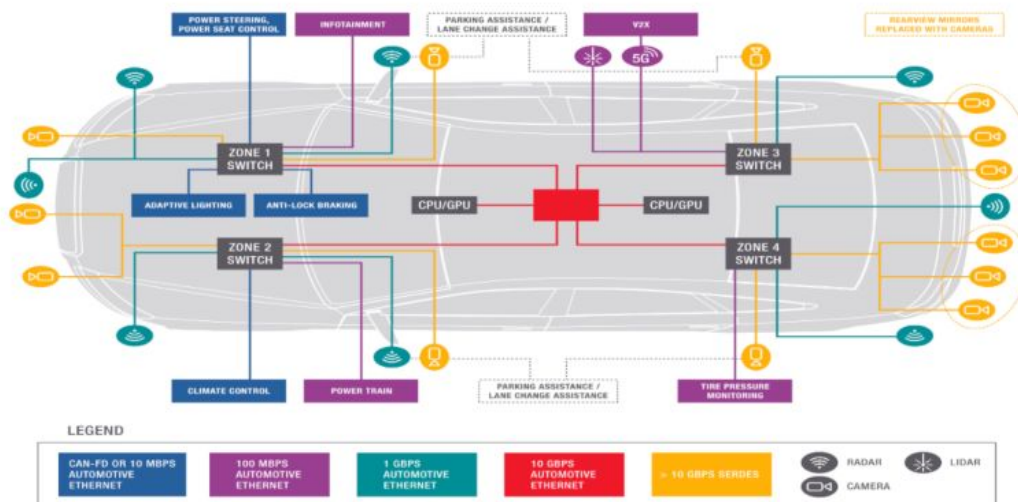 POWER STEERING,
POWER SEAT CONTROL
INFOTAINMENT
PARKING ASSISTANCE /
LANE CHANGE ASSISTANCE
V2X
REARVIEW MIRRORS
REPLACED WITH CAMERAS
5G
ZONE 1
SWITCH
ZONE 3
SWITCH
ADAPTIVE LIGHTING
ANTI-LOCK BRAKING
CPU/GPU
CPU/GPU
ZONE 2
SWITCH
ZONE 4
SWITCH
CLIMATE CONTROL
POWER TRAIN
PARKING ASSISTANCE /
LANE CHANGE ASSISTANCE
TIRE PRESSURE
MONITORING
LEGEND
CAN-FD OR 10 MBPS
AUTOMOTIVE
ETHERNET
100 MBPS
AUTOMOTIVE
ETHERNET
1 GBPS
AUTOMOTIVE
ETHERNET
10 GBPS
AUTOMOTIVE
ETHERNET
> 10 GBPS SERDES
RADAR
LIDAR
CAMERA